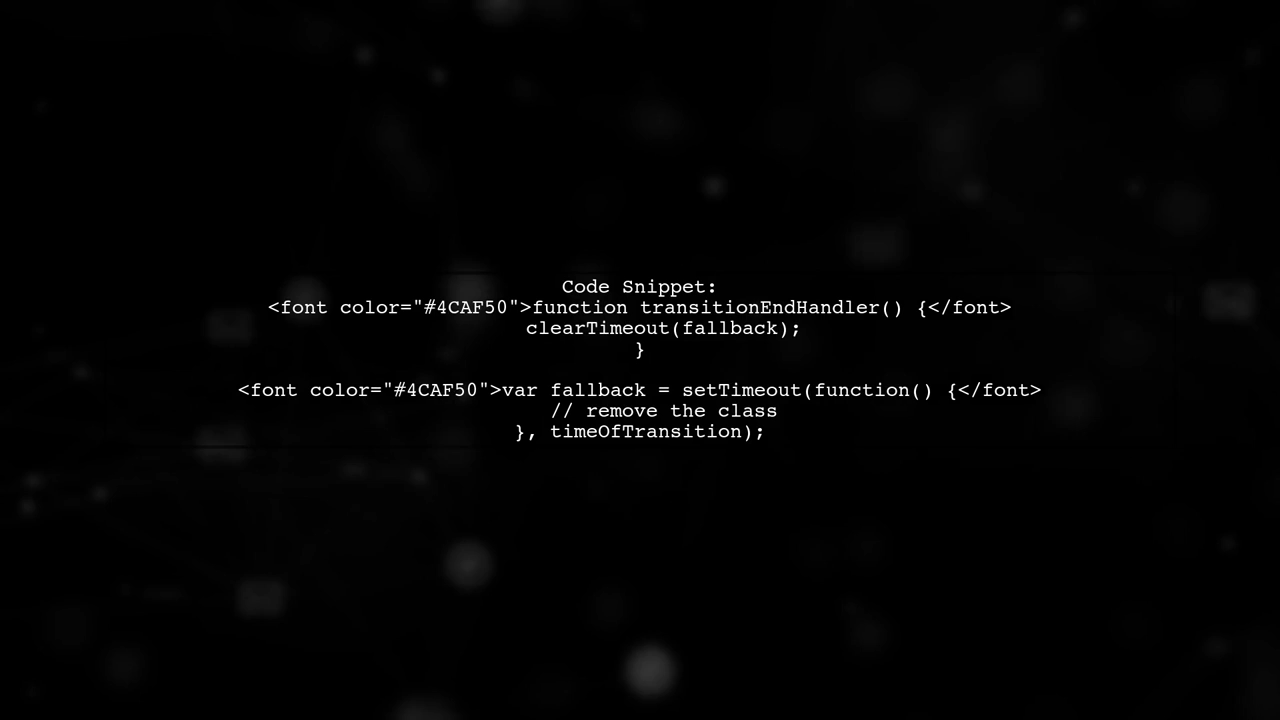 Code Snippet:
<font color="#4CAF50">function transitionEndHandler() {</font>
clearTimeout(fallback);
}
<font color="#4CAF50">var fallback = setTimeout(function() {</font>
// remove the class
}, timeOfTransition);